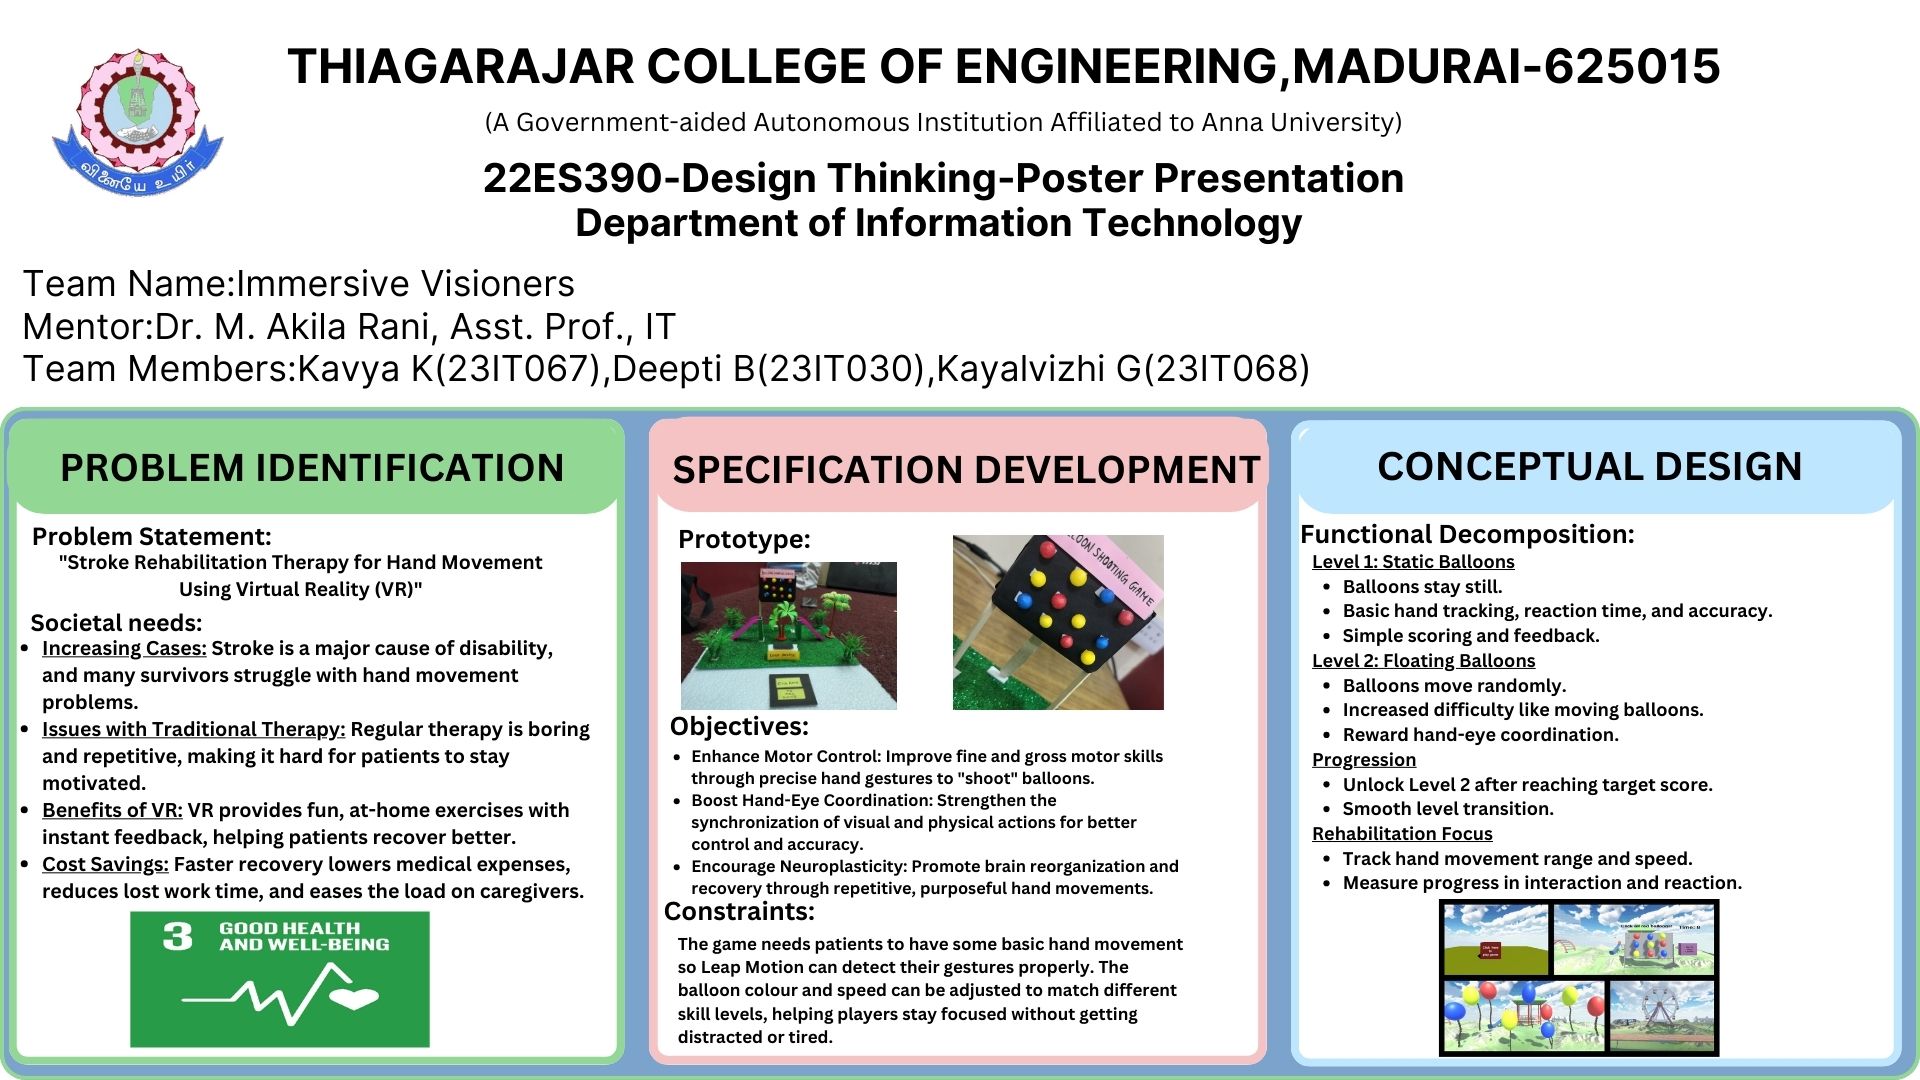 THIAGARAJAR COLLEGE OF ENGINEERING,MADURAI-625015
(A Government-aided Autonomous Institution Affiliated to Anna University)
22ES390-Design Thinking-Poster Presentation
Department of Information Technology
வினையே உயிர்
Team Name:Immersive Visioners
Mentor:Dr. M. Akila Rani, Asst. Prof., IT
Team Members:Kavya K(23IT067),Deepti B(23IT030),Kayalvizhi G(23IT068)
PROBLEM IDENTIFICATION
Problem Statement:
"Stroke Rehabilitation Therapy for Hand Movement
Using Virtual Reality (VR)"
Societal needs:
• Increasing Cases: Stroke is a major cause of disability,
and many survivors struggle with hand movement
problems.
• Issues with Traditional Therapy: Regular therapy is boring
and repetitive, making it hard for patients to stay
motivated.
• Benefits of VR: VR provides fun, at-home exercises with
instant feedback, helping patients recover better.
• Cost Savings: Faster recovery lowers medical expenses,
reduces lost work time, and eases the load on caregivers.
3 GOOD HEALTH
AND WELL-BEING
SPECIFICATION DEVELOPMENT
Prototype:
LOON SHOOTING GAME
Objectives:
• Enhance Motor Control: Improve fine and gross motor skills
through precise hand gestures to "shoot" balloons.
• Boost Hand-Eye Coordination: Strengthen the
synchronization of visual and physical actions for better
control and accuracy.
• Encourage Neuroplasticity: Promote brain reorganization and
recovery through repetitive, purposeful hand movements.
Constraints:
The game needs patients to have some basic hand movement
so Leap Motion can detect their gestures properly. The
balloon colour and speed can be adjusted to match different
skill levels, helping players stay focused without getting
distracted or tired.
CONCEPTUAL DESIGN
Functional Decomposition:
Level 1: Static Balloons
• Balloons stay still.
• Basic hand tracking, reaction time, and accuracy.
• Simple scoring and feedback.
Level 2: Floating Balloons
• Balloons move randomly.
• Increased difficulty like moving balloons.
• Reward hand-eye coordination.
Progression
• Unlock Level 2 after reaching target score.
• Smooth level transition.
Rehabilitation Focus
• Track hand movement range and speed.
• Measure progress in interaction and reaction.